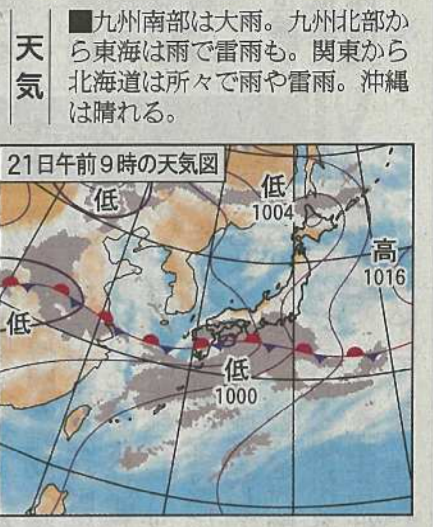 天気
■九州南部は大雨。九州北部か
ら東海は雨で雷雨も。関東から
北海道は所々で雨や雷雨。沖縄
は晴れる。
21日午前9時の天気図
低
低
1004
高
1016
低
低
1000